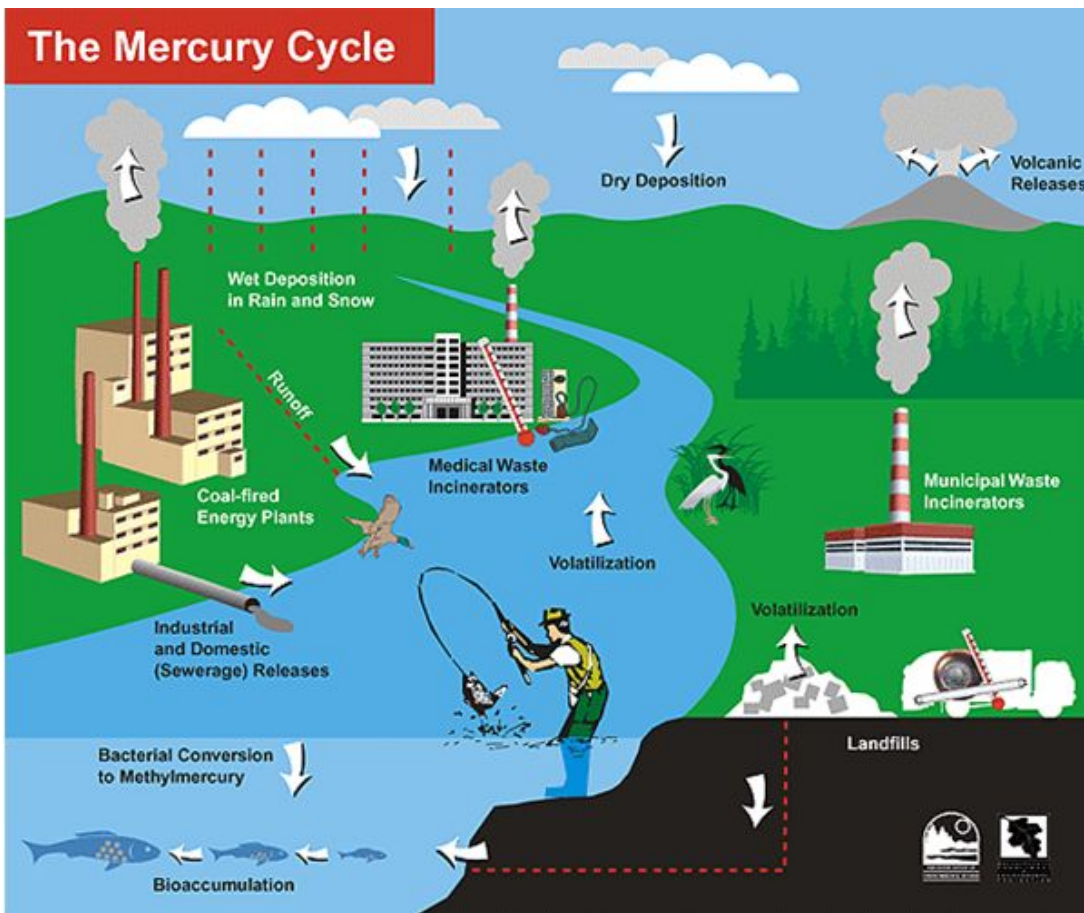 The Mercury Cycle
Dry Deposition
Volcanic
Releases
Wet Deposition
in Rain and Snow
Runoff
Coal-fired
Energy Plants
Medical Waste
Incinerators
Municipal Waste
Incinerators
Volatilization
Volatilization
Industrial
and Domestic
(Sewerage) Releases
Landfills
Bacterial Conversion
to Methylmercury
Bioaccumulation